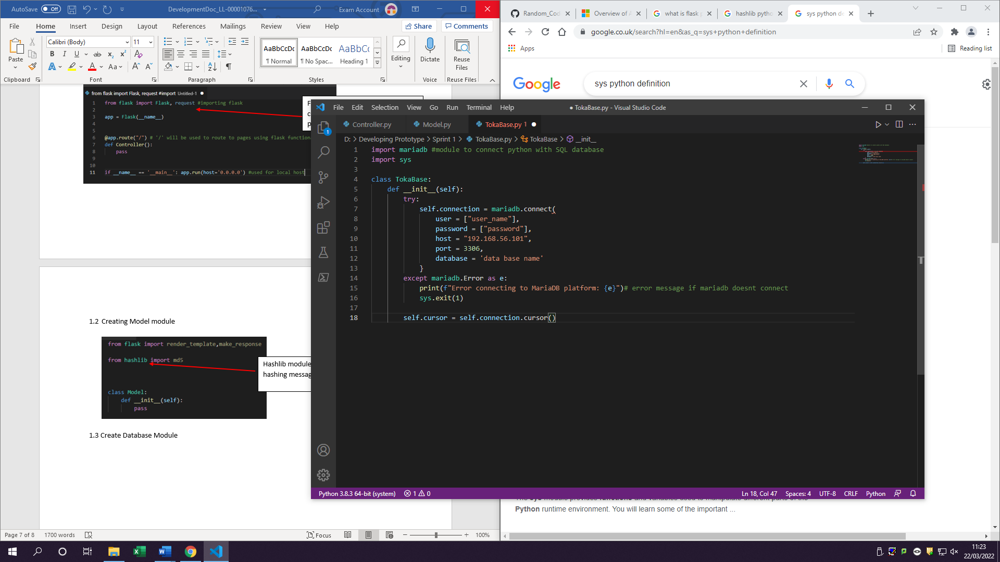 AutoSave Off DevelopmentDoc_LL-00001076... Exam Account
File Home Insert Design Layout References Mailings Review View Help Share Comments
Paste
Calibri (Body) 11
AaBbCcDc AaBbCcDc AaBbCc
¶ Normal ¶ No Spac... Heading 1
Editing
Dictate
Reuse
Files
Clipboard Font Paragraph Styles Voice Reuse Files
from flask import Flask, request #import Untitled-1
1 from flask import Flask, request #importing flask
2
3 app = Flask(__name__)
4
5
6 @app.route("/") # '/' will be used to route to pages using flask function
7 def Controller():
8 pass
9
10
11 if __name__ == '__main__': app.run(host='0.0.0.0') #used for local host
F
c
p
1.2 Creating Model module
from flask import render_template,make_response
from hashlib import md5
class Model:
def __init__(self):
pass
Hashlib module
hashing messag
1.3 Create Database Module
Page 7 of 8 1700 words Focus 100%
Random_Cod Overview of A what is flask p hashlib pytho sys python de
google.co.uk/search?hl=en&as_q=sys+python+definition
Apps Reading list
Google sys python definition
File Edit Selection View Go Run Terminal Help ● TokaBase.py - Visual Studio Code
1
Controller.py Model.py TokaBase.py 1
D: > Developing Prototype > Sprint 1 > TokaBase.py > TokaBase > __init__
1 import mariadb #module to connect python with SQL database
2 import sys
3
4 class TokaBase:
5 def __init__(self):
6 try:
7 self.connection = mariadb.connect(
8 user = ["user_name"],
9 password = ["password"],
10 host = "192.168.56.101",
11 port = 3306,
12 database = 'data base name'
13 }
14 except mariadb.Error as e:
15 print(f"Error connecting to MariaDB platform: {e}")# error message if mariadb doesnt connect
16 sys.exit(1)
17
18 self.cursor = self.connection.cursor()
Python 3.8.3 64-bit (system) 1 0 Ln 18, Col 47 Spaces: 4 UTF-8 CRLF Python
The sys module provides functions and variables used to manipulate different parts of the
Python runtime environment. You will learn some of the important ...
11:23
22/03/2022